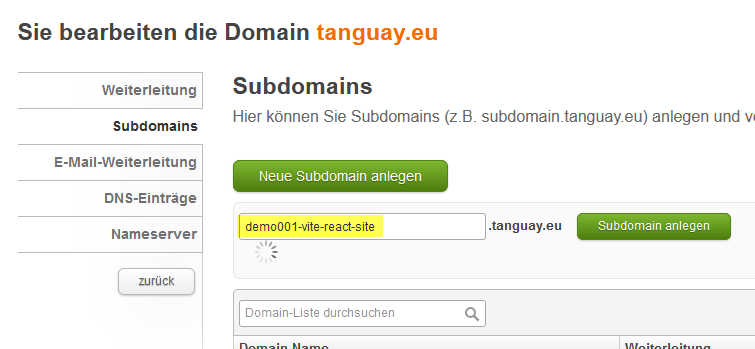 Sie bearbeiten die Domain tanguay.eu
Weiterleitung
Subdomains
E-Mail-Weiterleitung
DNS-Einträge
Nameserver
zurück
Subdomains
Hier können Sie Subdomains (z.B. subdomain.tanguay.eu) anlegen und
Neue Subdomain anlegen
demo001-vite-react-site .tanguay.eu Subdomain anlegen
Domain-Liste durchsuchen
Domain Name Weiterleitung